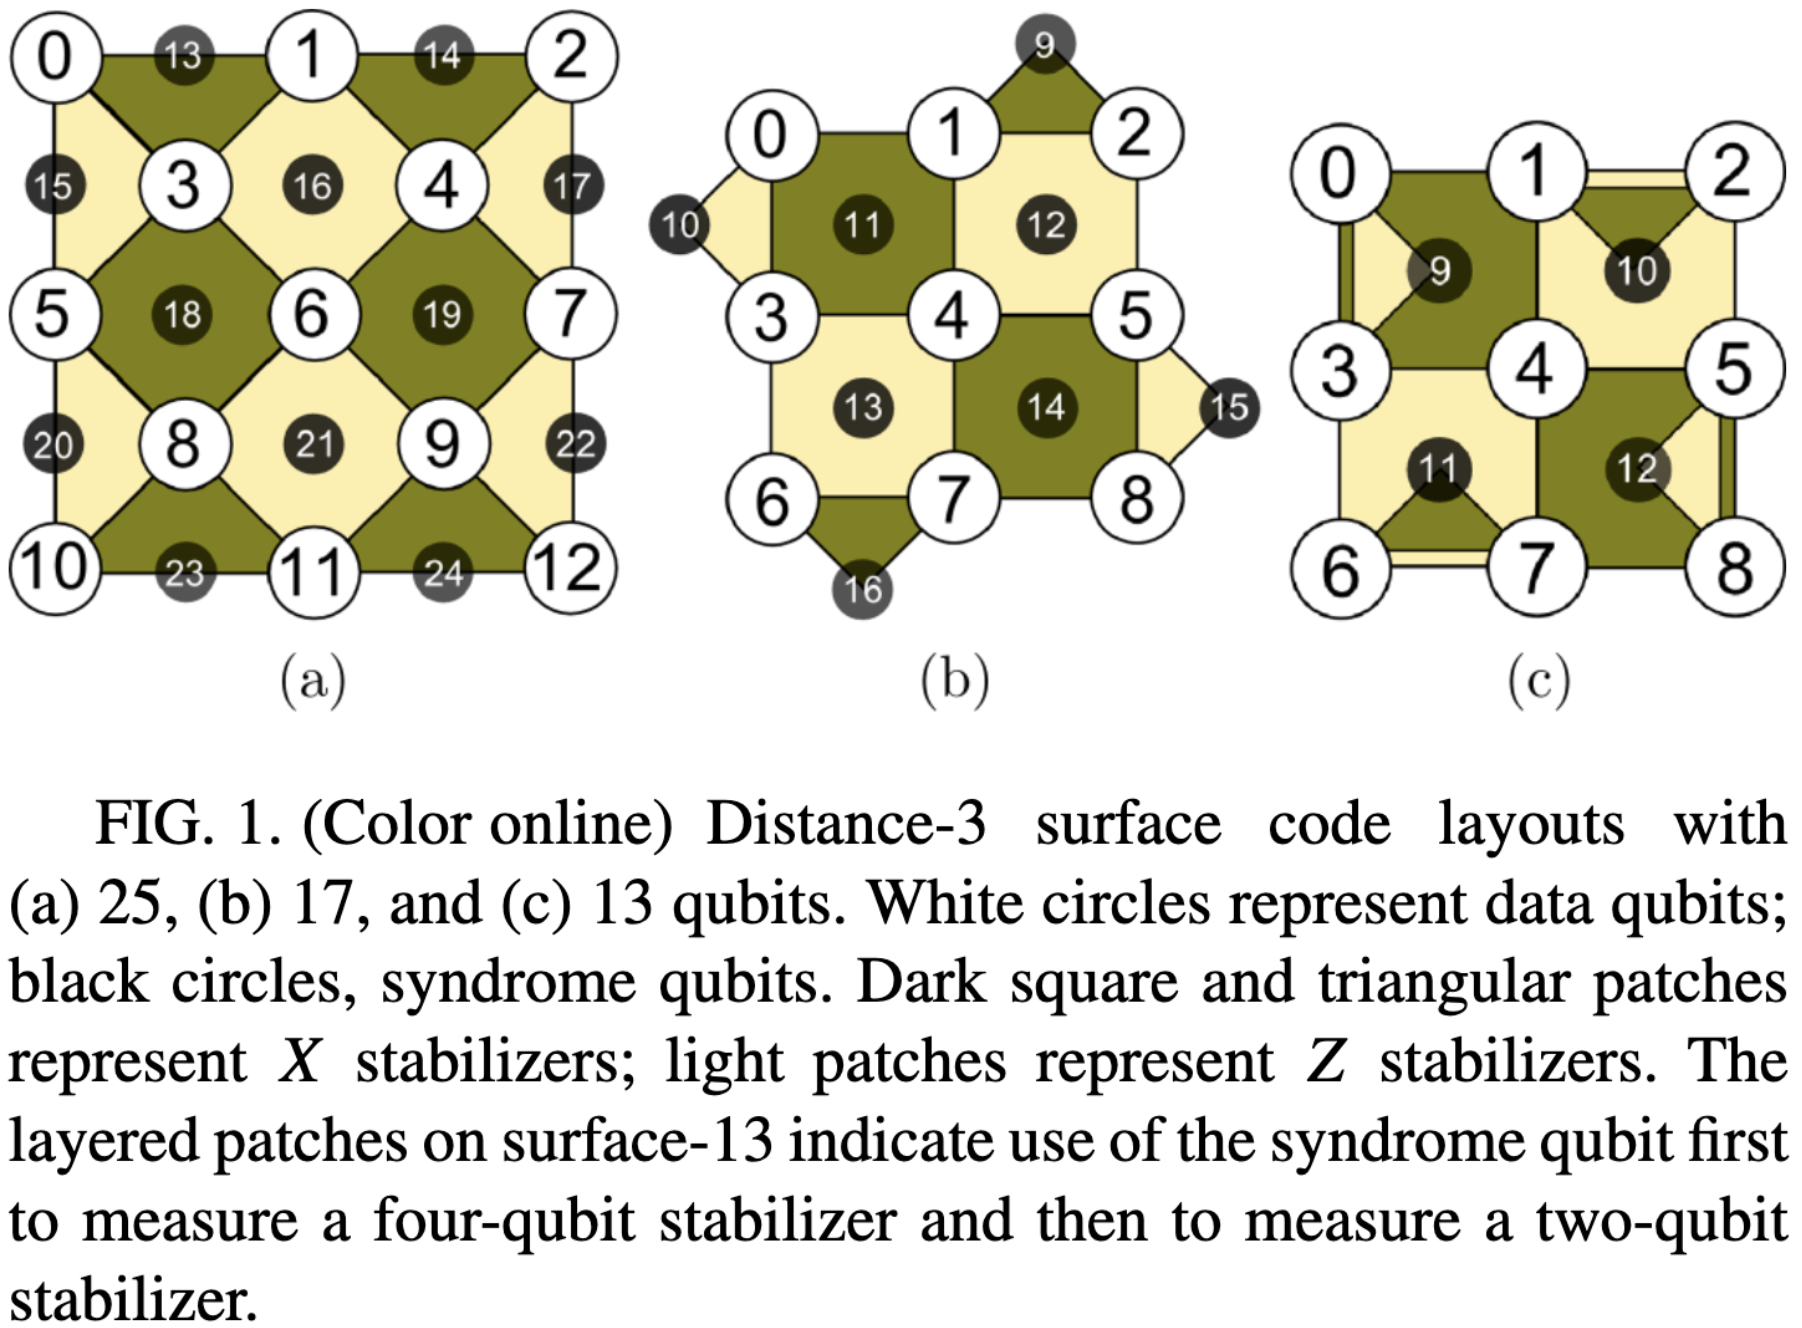 0 13 1 14 2
15 3 16 4 17
5 18 6 19 7
20 8 21 9 22
10 23 11 24 12
(a)
9
0 1 2
10 11 12
3 4 5
13 14 15
6 7 8
16
(b)
0 1 2
9 10
3 4 5
11 12
6 7 8
(c)
FIG. 1. (Color online) Distance-3 surface code layouts with
(a) 25, (b) 17, and (c) 13 qubits. White circles represent data qubits;
black circles, syndrome qubits. Dark square and triangular patches
represent X stabilizers; light patches represent Z stabilizers. The
layered patches on surface-13 indicate use of the syndrome qubit first
to measure a four-qubit stabilizer and then to measure a two-qubit
stabilizer.